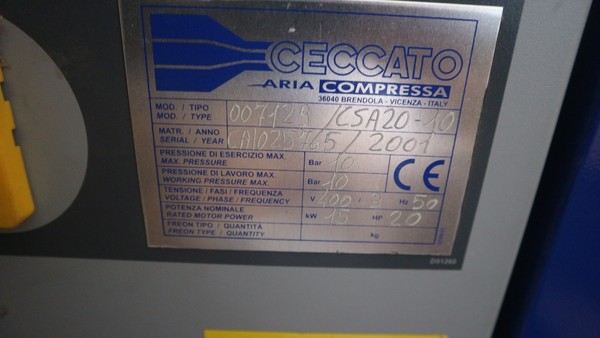 CECCATO
ARIA COMPRESSA
36040 BRENDOLA - VICENZA - ITALY
MOD. / TIPO
MOD. / TYPE
/CSA20-10
MATR. / ANNO
SERIAL / YEAR
/ 2001
PRESSIONE DI ESERCIZIO MAX.
MAX. PRESSURE
Bar 10
CE
PRESSIONE DI LAVORO MAX.
WORKING PRESSURE MAX.
Bar 10
TENSIONE / FASI / FREQUENZA
VOLTAGE / PHASE / FREQUENCY
V 400 / 3 Hz 50
POTENZA NOMINALE
RATED MOTOR POWER
kW 15 HP 20
FREON TIPO / QUANTITÀ
FREON TYPE / QUANTITY
kg